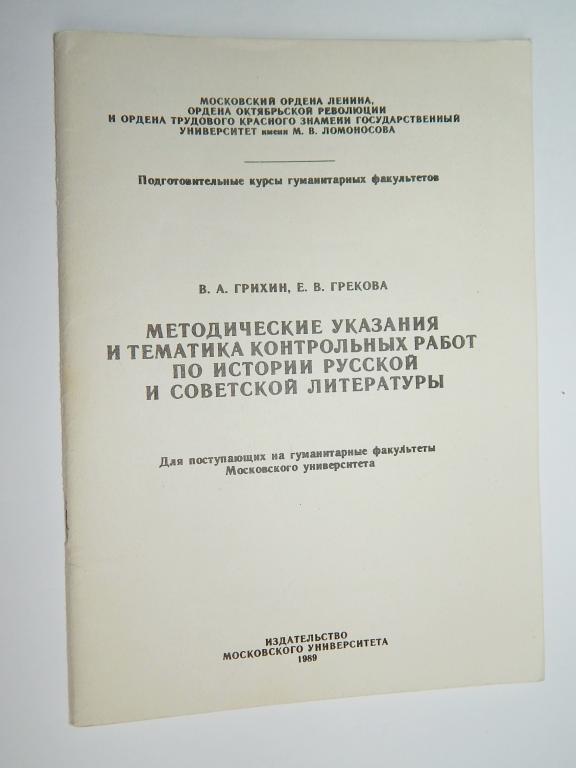 МОСКОВСКИЙ ОРДЕНА ЛЕНИНА,
ОРДЕНА ОКТЯБРЬСКОЙ РЕВОЛЮЦИИ
И ОРДЕНА ТРУДОВОГО КРАСНОГО ЗНАМЕНИ ГОСУДАРСТВЕННЫЙ
УНИВЕРСИТЕТ имени М. В. ЛОМОНОСОВА
Подготовительные курсы гуманитарных факультетов
В. А. ГРИХИН, Е. В. ГРЕКОВА
МЕТОДИЧЕСКИЕ УКАЗАНИЯ
И ТЕМАТИКА КОНТРОЛЬНЫХ РАБОТ
ПО ИСТОРИИ РУССКОЙ
И СОВЕТСКОЙ ЛИТЕРАТУРЫ
Для поступающих на гуманитарные факультеты
Московского университета
ИЗДАТЕЛЬСТВО
МОСКОВСКОГО УНИВЕРСИТЕТА
1989